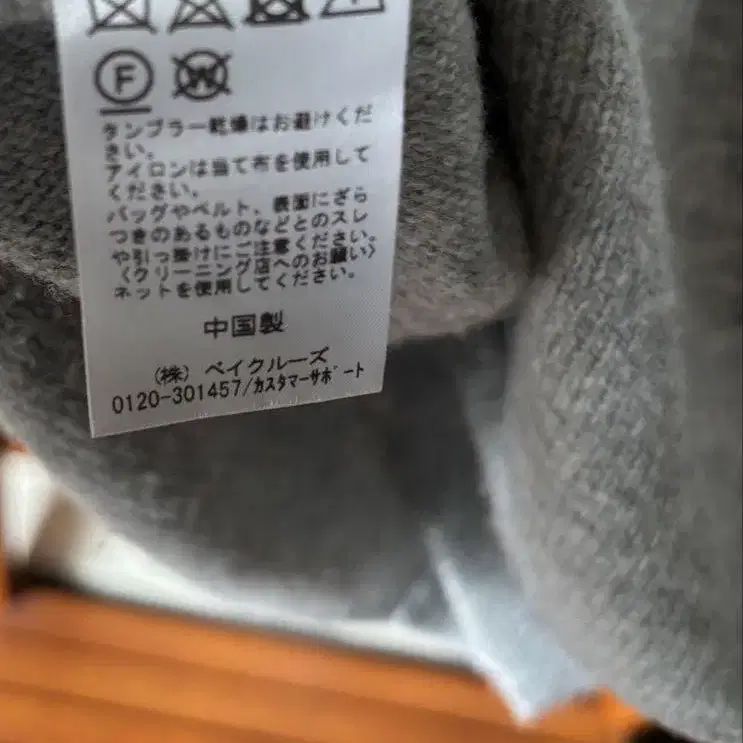 F
W
タンブラー乾燥はお避けくだ
さい。
アイロンは当て布を使用して
ください。
バッグやベルト、表面にざら
つきのあるものなどとのスレ
や引っ掛けにご注意ください。
〈クリーニング店へのお願い〉
ネットを使用してください。
中国製
(株) ベイクルーズ
0120-301457/カスタマーサポート